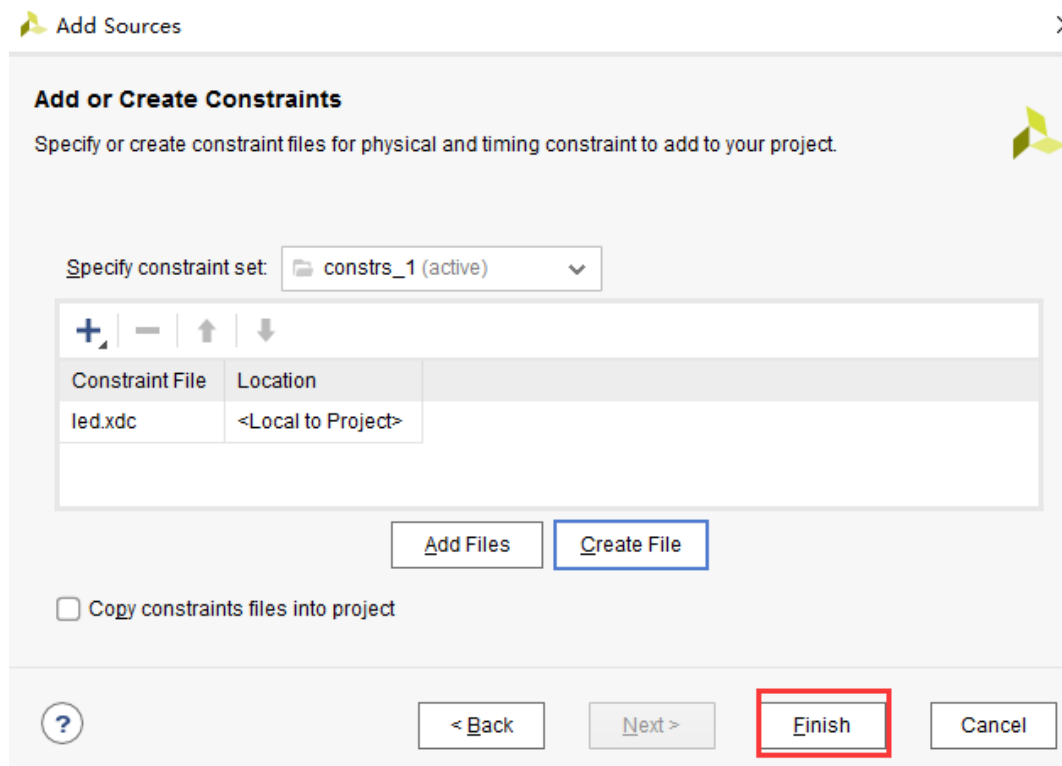 Add Sources
Add or Create Constraints
Specify or create constraint files for physical and timing constraint to add to your project.
Specify constraint set: constrs_1 (active)
Constraint File Location
led.xdc <Local to Project>
Add Files Create File
Copy constraints files into project
? < Back Next > Finish Cancel